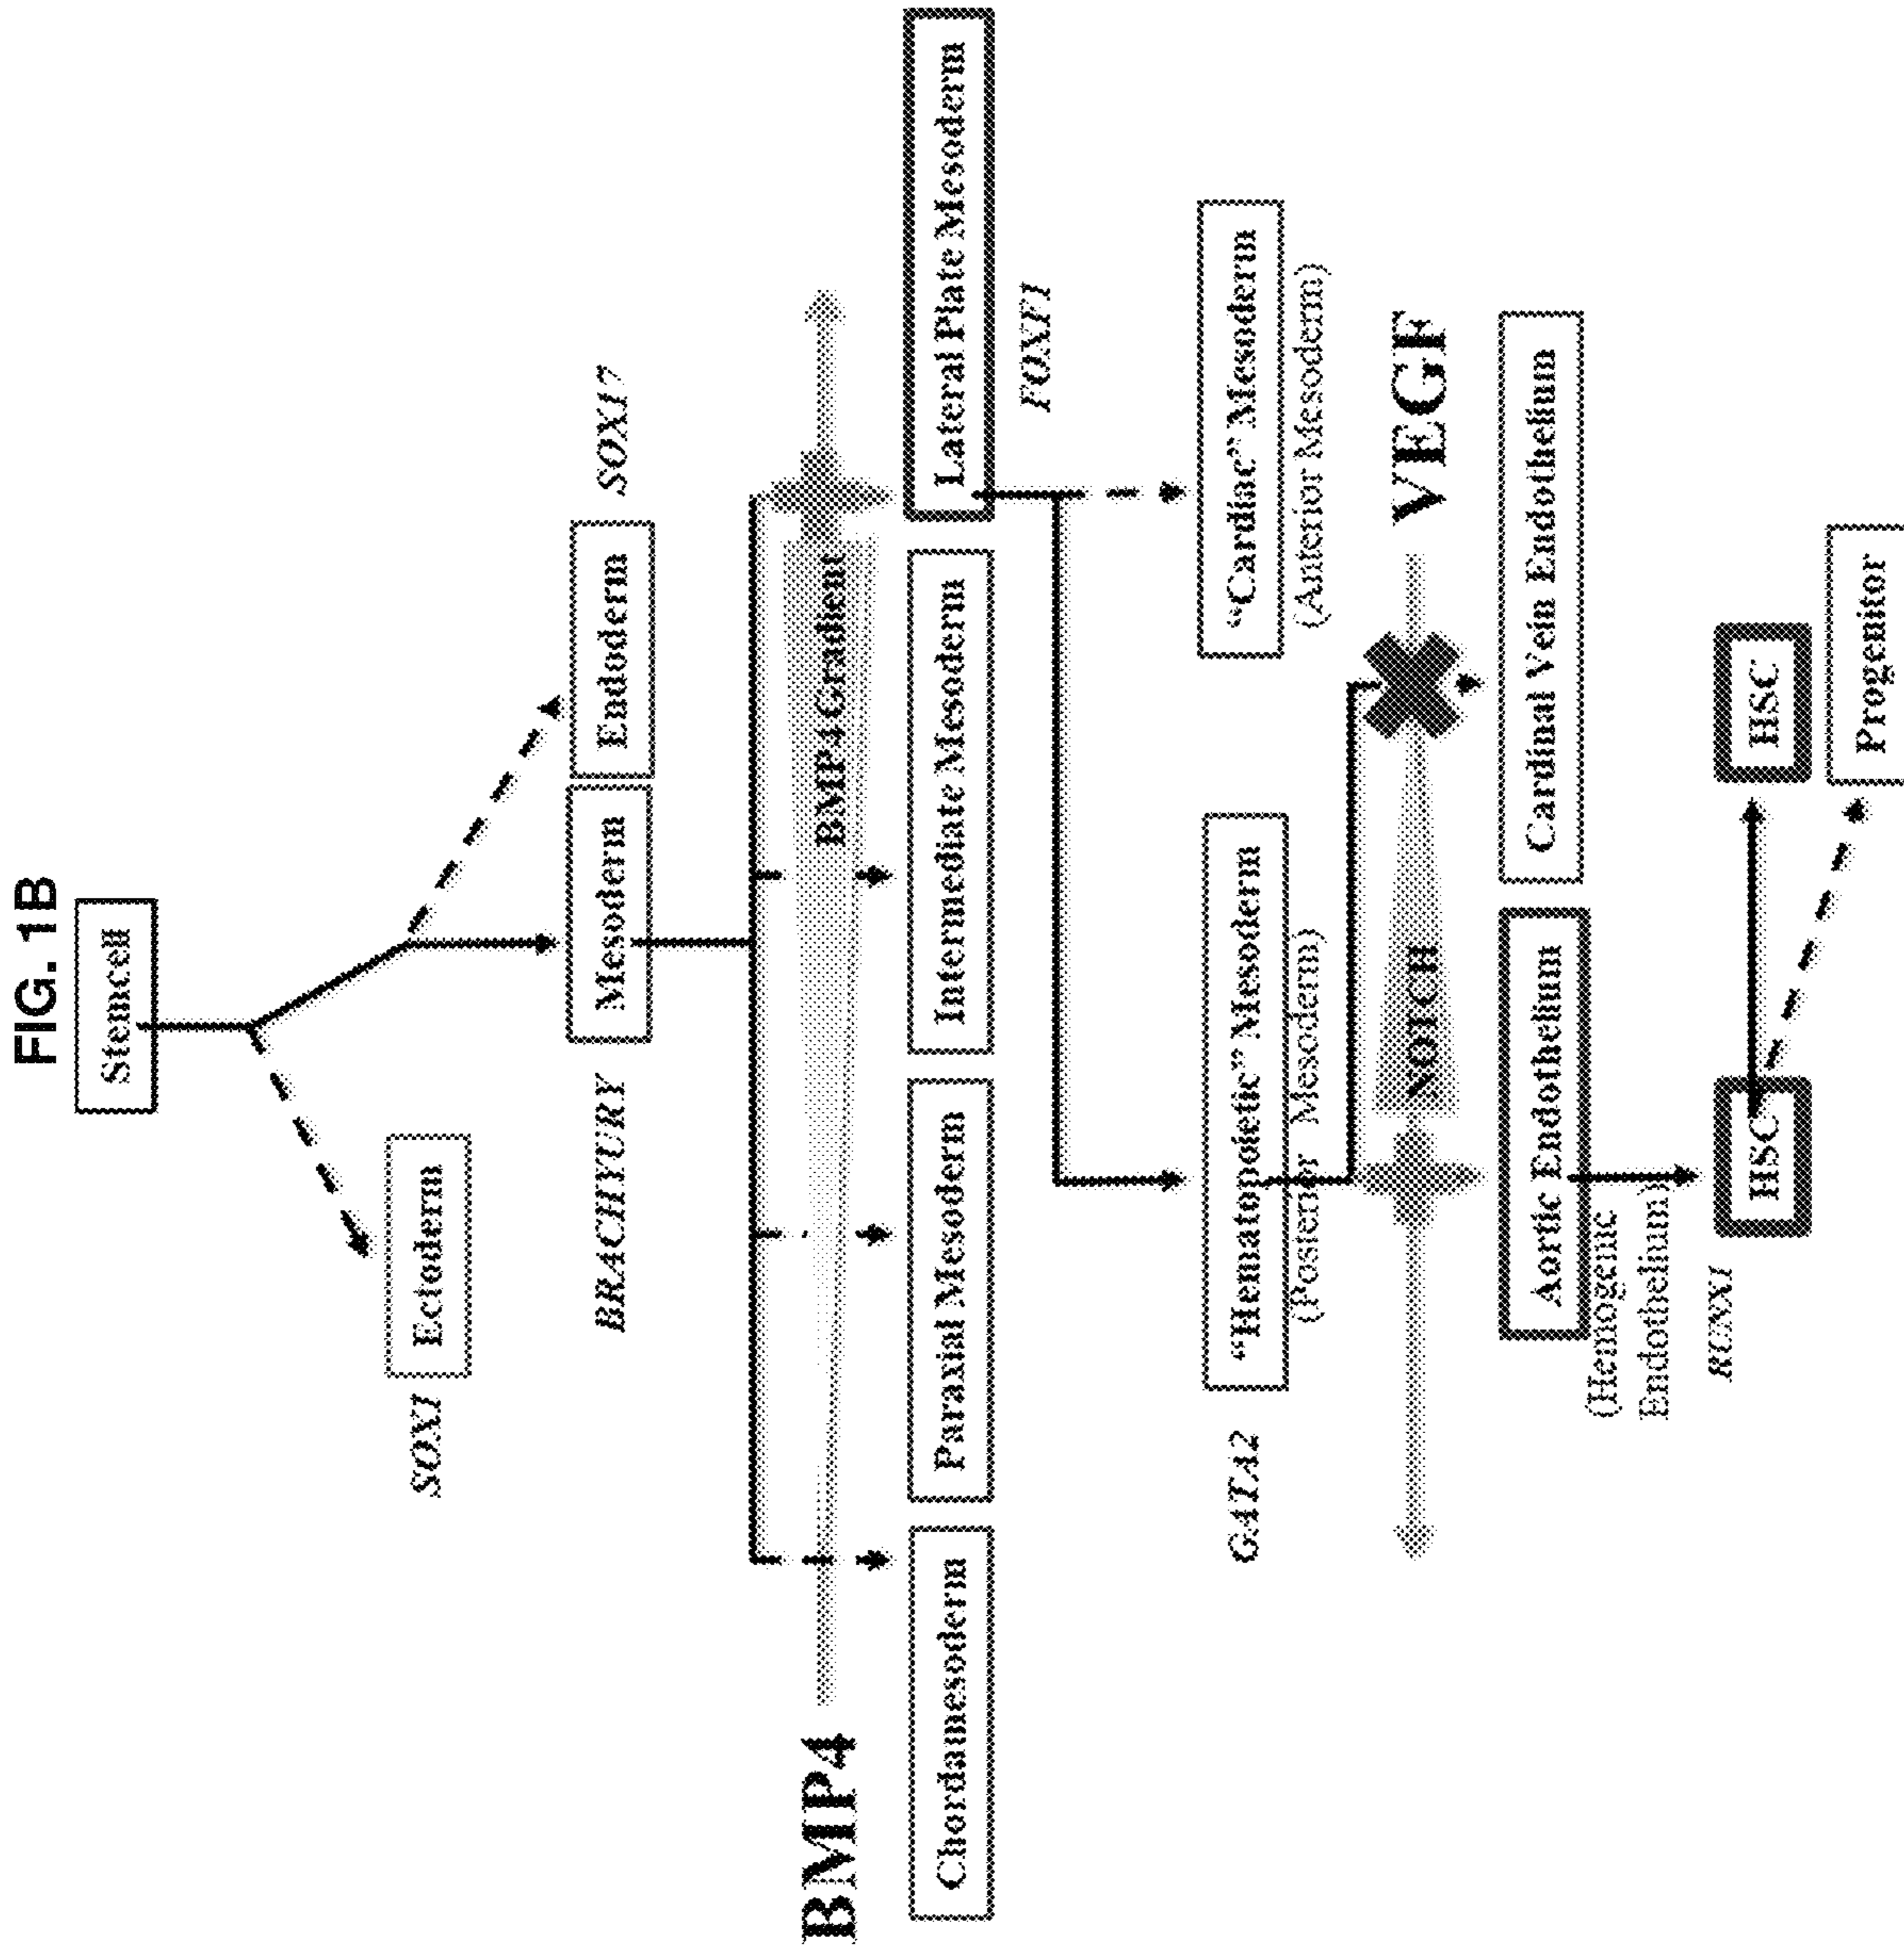 FIG. 1B
Stemcell
SOX1
Ectoderm
BRACHYURY
Mesoderm
Endoderm
SOX17
BMP4
BMP4 Gradient
Chordamesoderm
Paraxial Mesoderm
Intermediate Mesoderm
Lateral Plate Mesoderm
FOXF1
GATA2
“Hematopoietic” Mesoderm
(Posterior Mesoderm)
“Cardiac” Mesoderm
(Anterior Mesoderm)
NOTCH
VEGF
Aortic Endothelium
(Hemogenic
Endothelium)
Cardinal Vein Endothelium
RUNX1
HSC
HSC
Progenitor